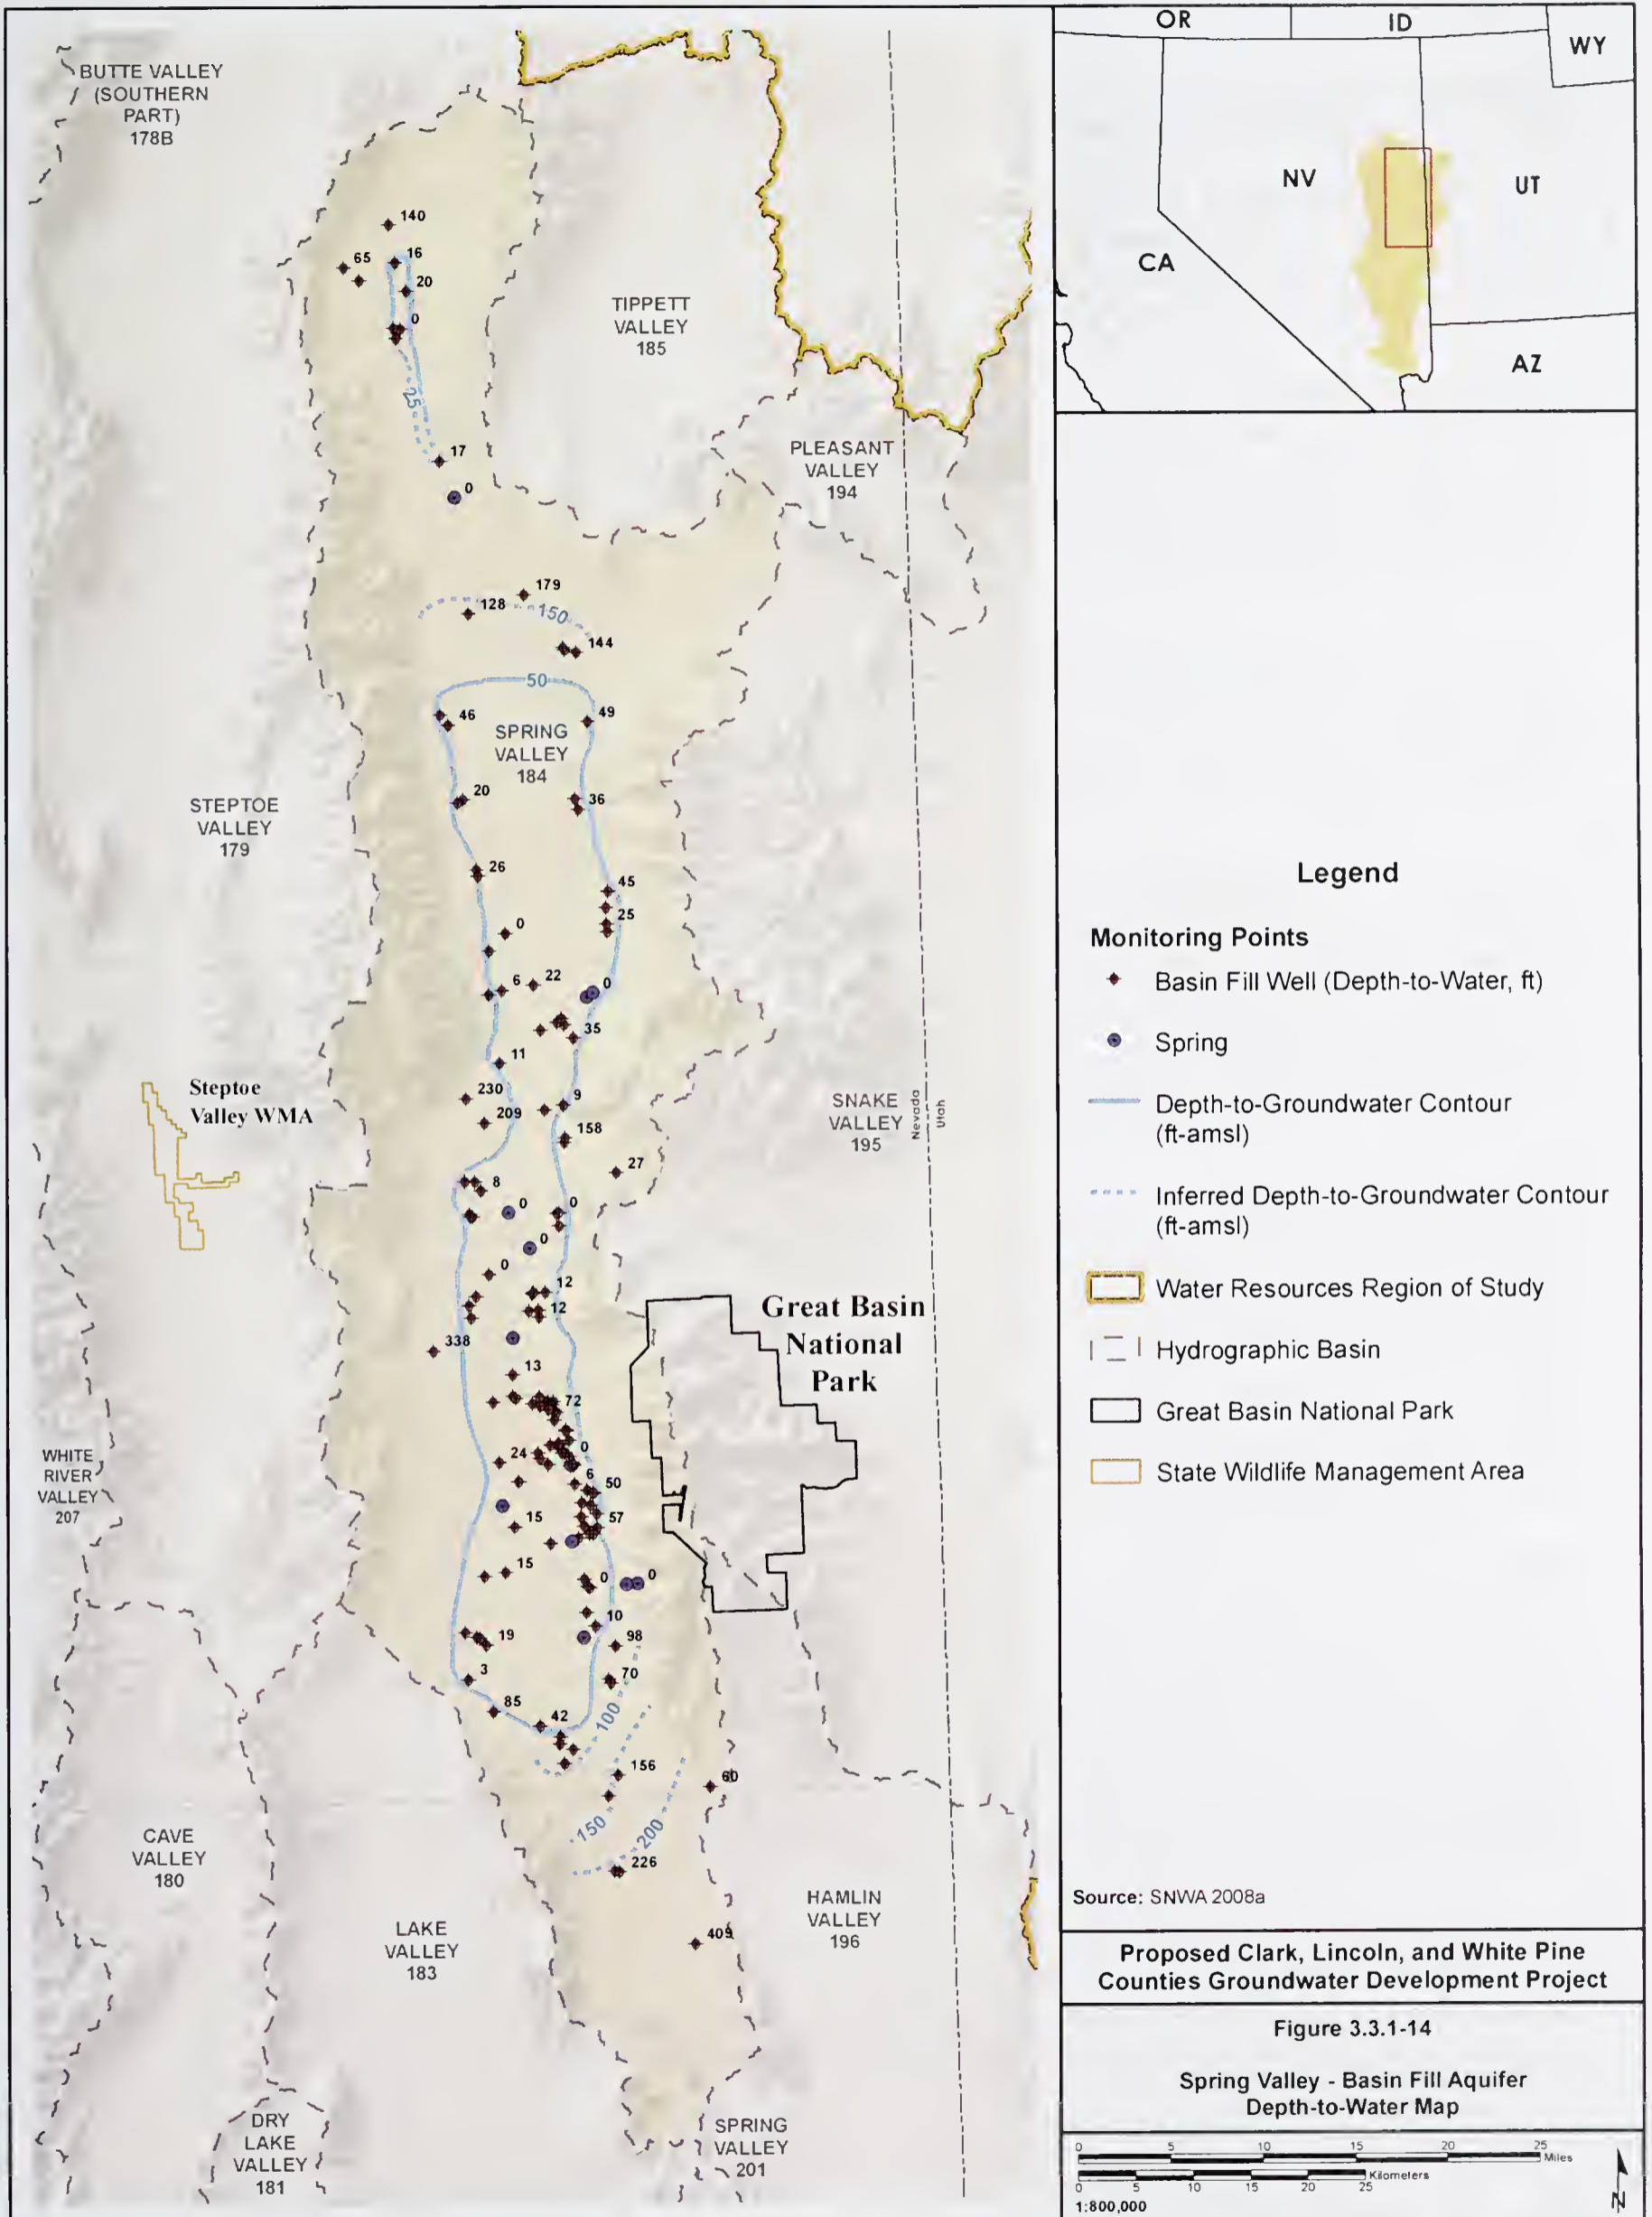 BUTTE VALLEY
(SOUTHERN
PART)
178B
140
65
16
20
0
25
17
0
TIPPETT
VALLEY
185
PLEASANT
VALLEY
194
179
128
150
144
50
46
49
SPRING
VALLEY
184
20
36
STEPTOE
VALLEY
179
26
45
25
0
6
22
0
35
11
230
9
209
158
Steptoe
Valley WMA
SNAKE
VALLEY
195
Nevada
Utah
27
8
0
0
0
0
12
12
338
13
Great Basin
National
Park
72
24
0
6
50
WHITE
RIVER
VALLEY
207
15
57
15
0
0
10
19
98
3
70
85
42
100
156
60
150
200
226
CAVE
VALLEY
180
LAKE
VALLEY
183
HAMLIN
VALLEY
196
409
DRY
LAKE
VALLEY
181
SPRING
VALLEY
201
OR
ID
WY
NV
UT
CA
AZ
Legend
Monitoring Points
Basin Fill Well (Depth-to-Water, ft)
Spring
Depth-to-Groundwater Contour
(ft-amsl)
Inferred Depth-to-Groundwater Contour
(ft-amsl)
Water Resources Region of Study
Hydrographic Basin
Great Basin National Park
State Wildlife Management Area
Source: SNWA 2008a
Proposed Clark, Lincoln, and White Pine
Counties Groundwater Development Project
Figure 3.3.1-14
Spring Valley - Basin Fill Aquifer
Depth-to-Water Map
0 5 10 15 20 25
Miles
Kilometers
0 5 10 15 20 25
1:800,000
N